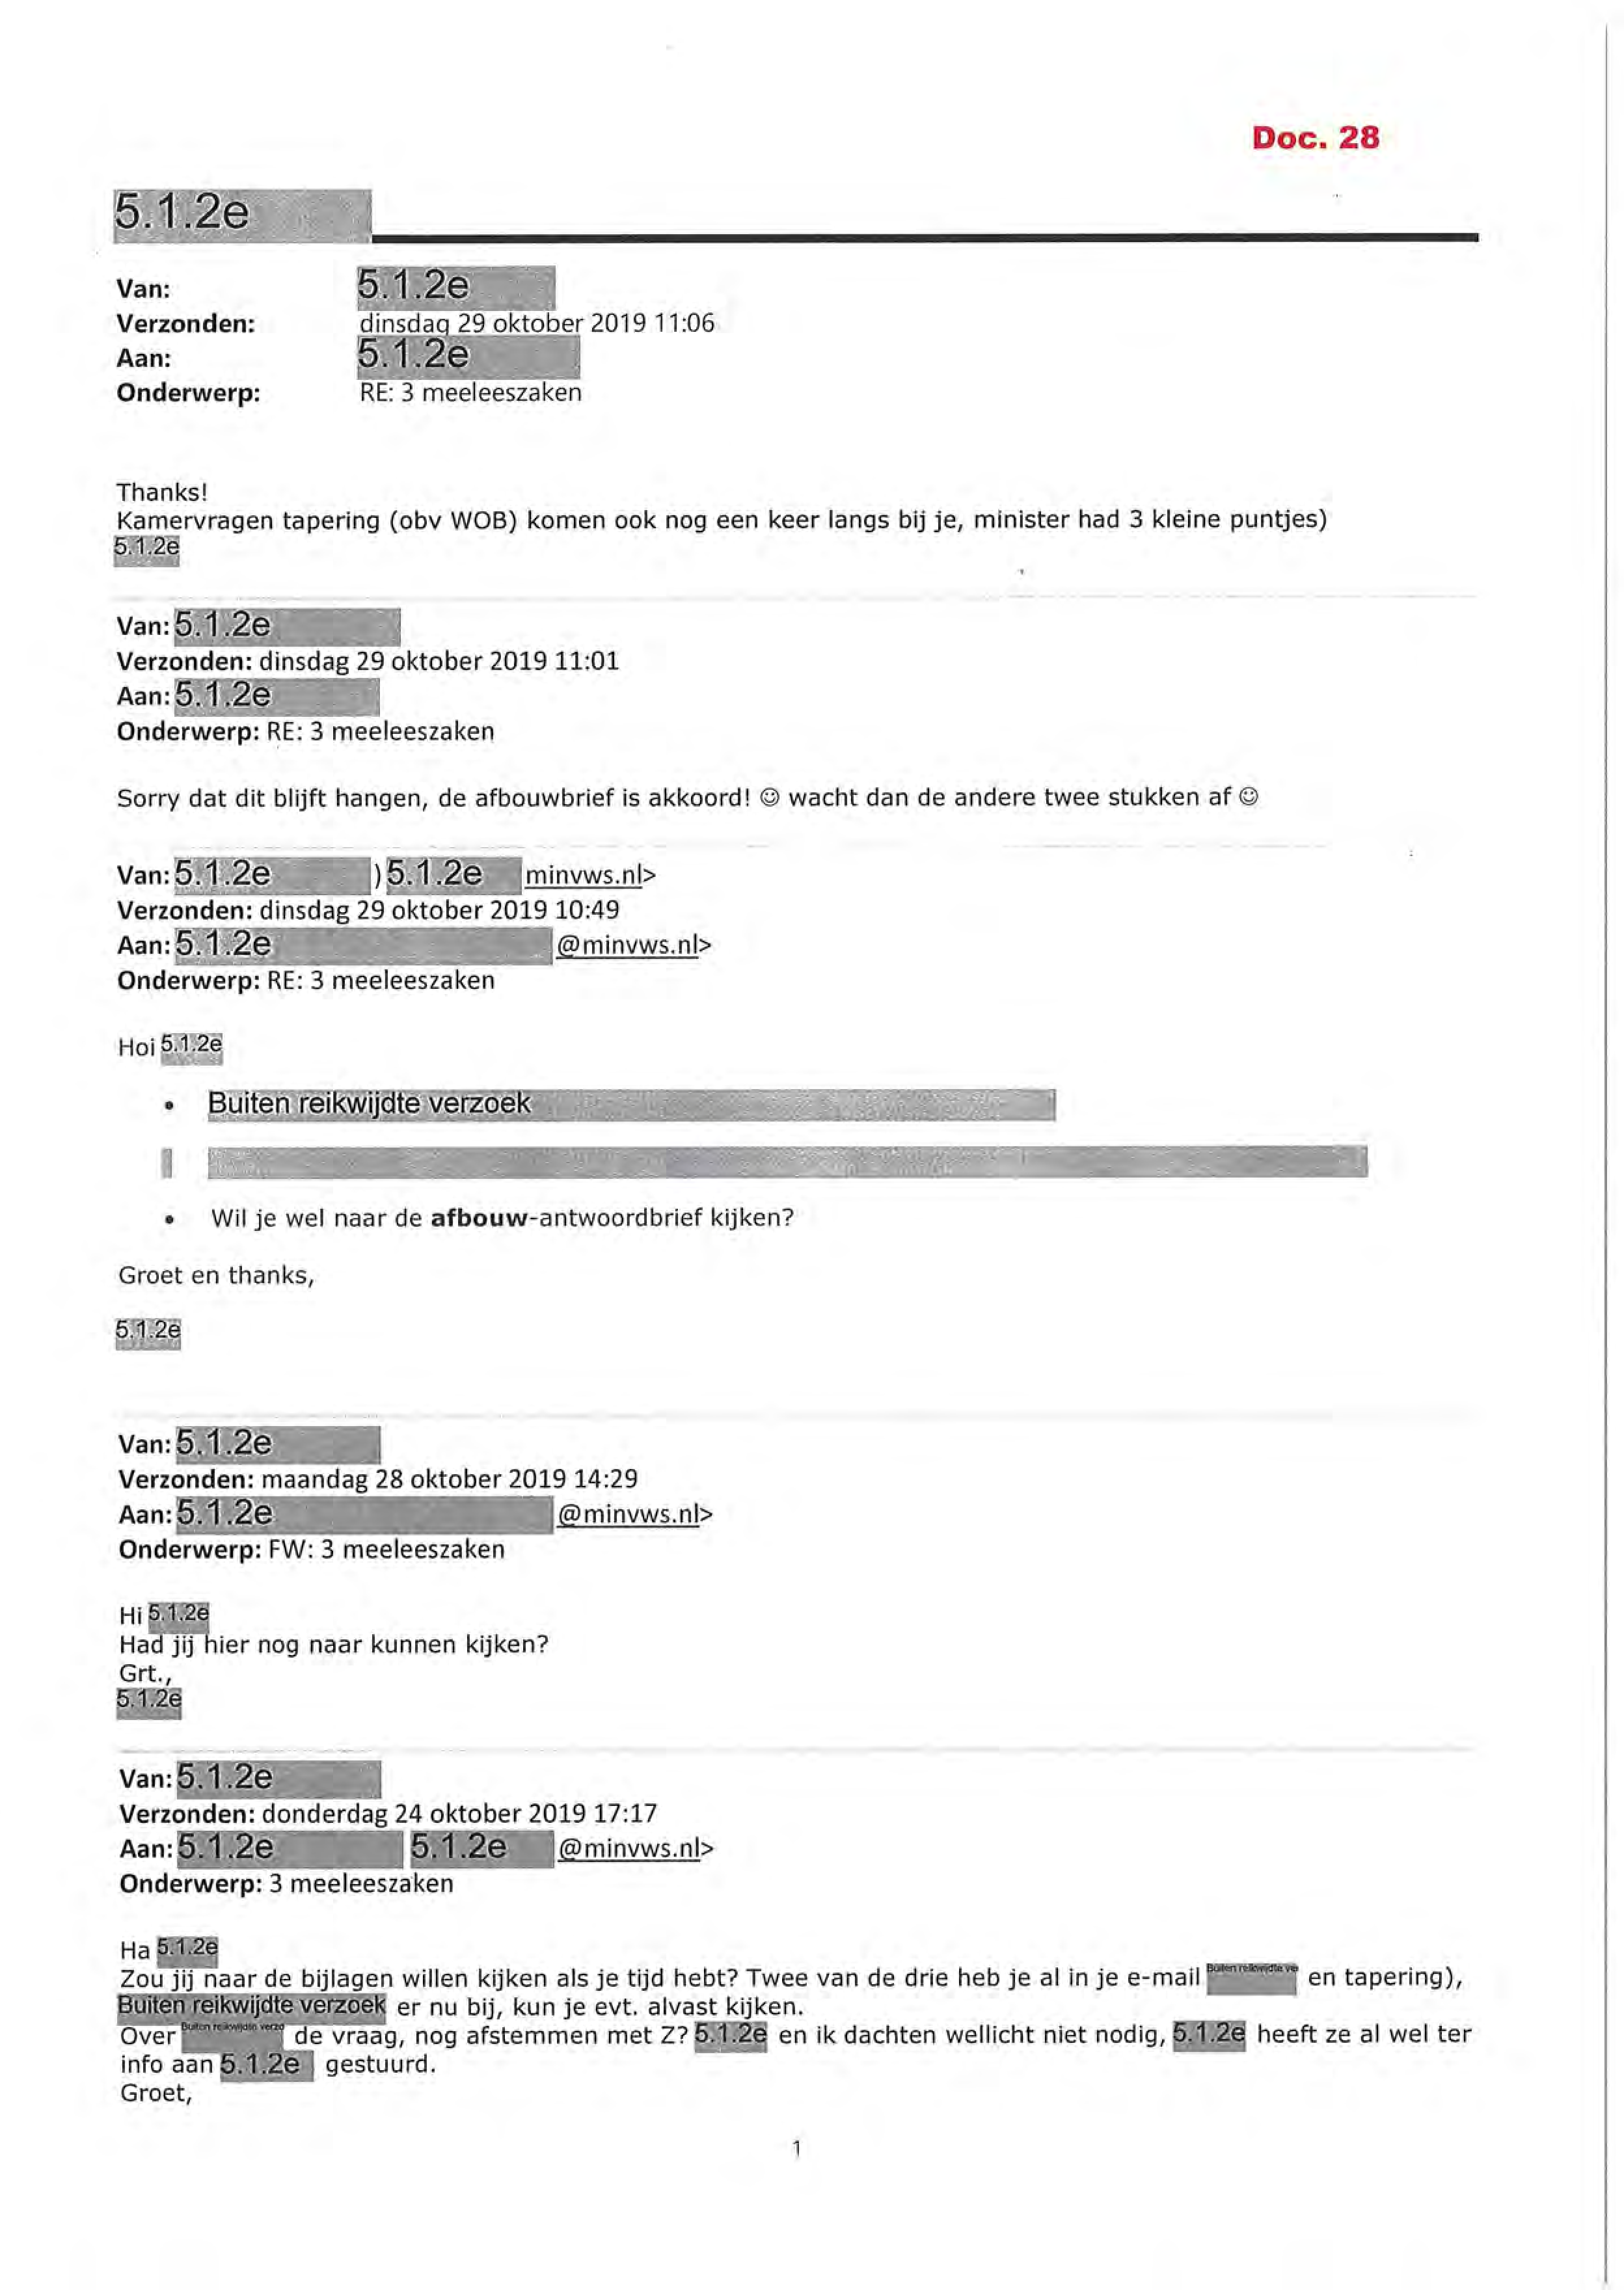 Doc. 28
5.1.2e
Van: 5.1.2e
Verzonden: dinsdag 29 oktober 2019 11:06
Aan: 5.1.2e
Onderwerp: RE: 3 meeleeszaken
Thanks!
Kamervragen tapering (obv WOB) komen ook nog een keer langs bij je, minister had 3 kleine puntjes)
5.1.2e
Van: 5.1.2e
Verzonden: dinsdag 29 oktober 2019 11:01
Aan: 5.1.2e
Onderwerp: RE: 3 meeleeszaken
Sorry dat dit blijft hangen, de afbouwbrief is akkoord! ☺ wacht dan de andere twee stukken af ☺
Van: 5.1.2e ) 5.1.2e minvws.nl>
Verzonden: dinsdag 29 oktober 2019 10:49
Aan: 5.1.2e @minvws.nl>
Onderwerp: RE: 3 meeleeszaken
Hoi 5.1.2e
• Buiten reikwijdte verzoek
• Wil je wel naar de afbouw-antwoordbrief kijken?
Groet en thanks,
5.1.2e
Van: 5.1.2e
Verzonden: maandag 28 oktober 2019 14:29
Aan: 5.1.2e @minvws.nl>
Onderwerp: FW: 3 meeleeszaken
Hi 5.1.2e
Had jij hier nog naar kunnen kijken?
Grt.,
5.1.2e
Van: 5.1.2e
Verzonden: donderdag 24 oktober 2019 17:17
Aan: 5.1.2e 5.1.2e @minvws.nl>
Onderwerp: 3 meeleeszaken
Ha 5.1.2e
Zou jij naar de bijlagen willen kijken als je tijd hebt? Twee van de drie heb je al in je e-mail Buiten reikwijdte ve en tapering),
Buiten reikwijdte verzoek er nu bij, kun je evt. alvast kijken.
Over Buiten reikwijdte verzo de vraag, nog afstemmen met Z? 5.1.2e en ik dachten wellicht niet nodig, 5.1.2e heeft ze al wel ter
info aan 5.1.2e gestuurd.
Groet,
1